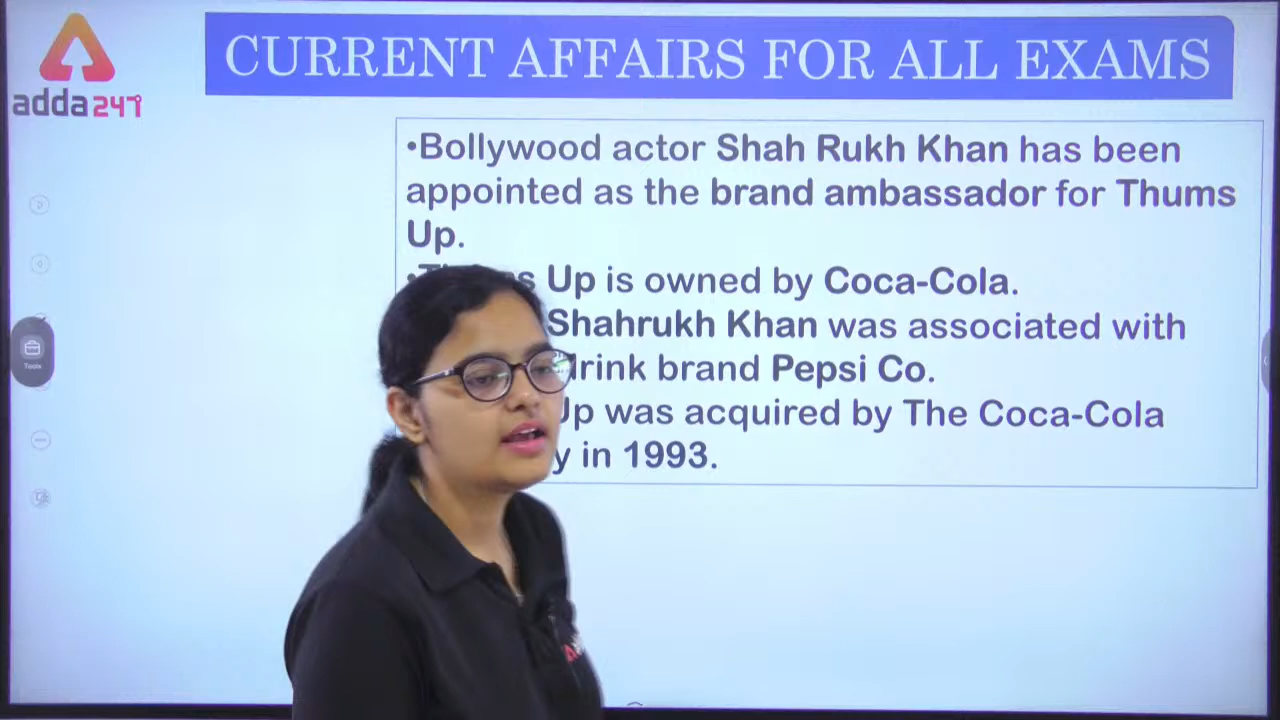 adda247
CURRENT AFFAIRS FOR ALL EXAMS
•Bollywood actor Shah Rukh Khan has been
appointed as the brand ambassador for Thums
Up.
Up is owned by Coca-Cola.
Shahrukh Khan was associated with
brand Pepsi Co.
was acquired by The Coca-Cola
in 1993.
Tools